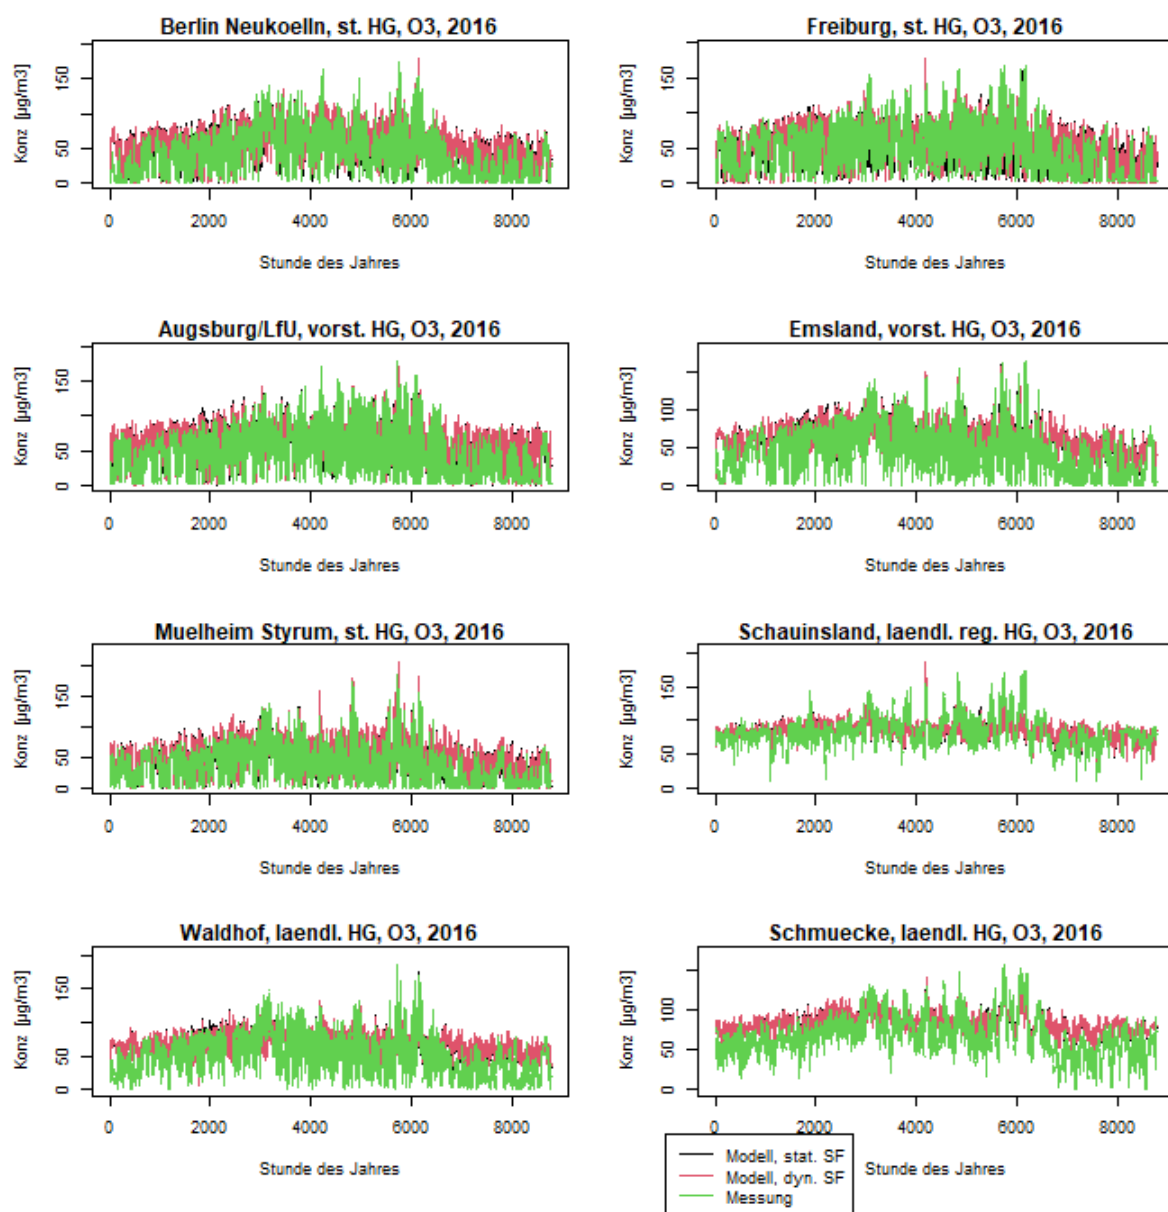 Berlin Neukoelln, st. HG, O3, 2016
Konz [µg/m3]
0 50 150
0 2000 4000 6000 8000
Stunde des Jahres
Freiburg, st. HG, O3, 2016
Konz [µg/m3]
0 50 150
0 2000 4000 6000 8000
Stunde des Jahres
Augsburg/LfU, vorst. HG, O3, 2016
Konz [µg/m3]
0 50 150
0 2000 4000 6000 8000
Stunde des Jahres
Emsland, vorst. HG, O3, 2016
Konz [µg/m3]
0 50 100
0 2000 4000 6000 8000
Stunde des Jahres
Muelheim Styrum, st. HG, O3, 2016
Konz [µg/m3]
0 50 150
0 2000 4000 6000 8000
Stunde des Jahres
Schauinsland, laendl. reg. HG, O3, 2016
Konz [µg/m3]
0 50 150
0 2000 4000 6000 8000
Stunde des Jahres
Waldhof, laendl. HG, O3, 2016
Konz [µg/m3]
0 50 150
0 2000 4000 6000 8000
Stunde des Jahres
Schmuecke, laendl. HG, O3, 2016
Konz [µg/m3]
0 50 100
0 2000 4000 6000 8000
Stunde des Jahres
Modell, stat. SF
Modell, dyn. SF
Messung